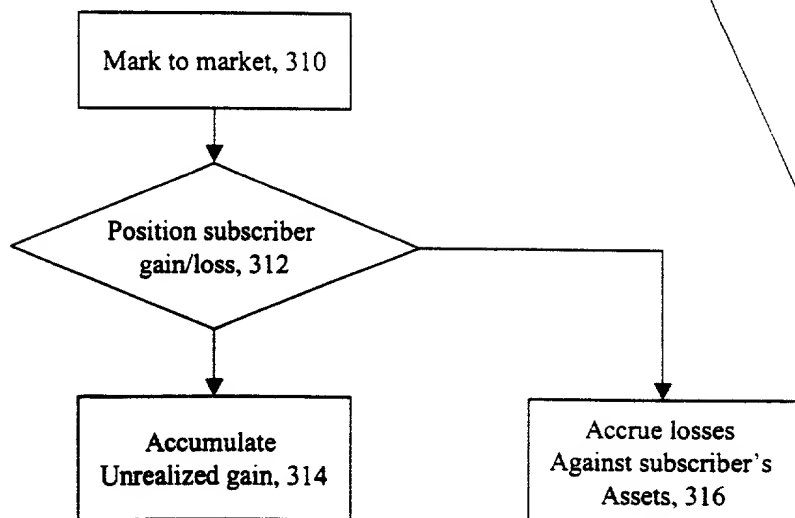 Mark to market, 310
Position subscriber
gain/loss, 312
Accumulate
Unrealized gain, 314
Accrue losses
Against subscriber's
Assets, 316